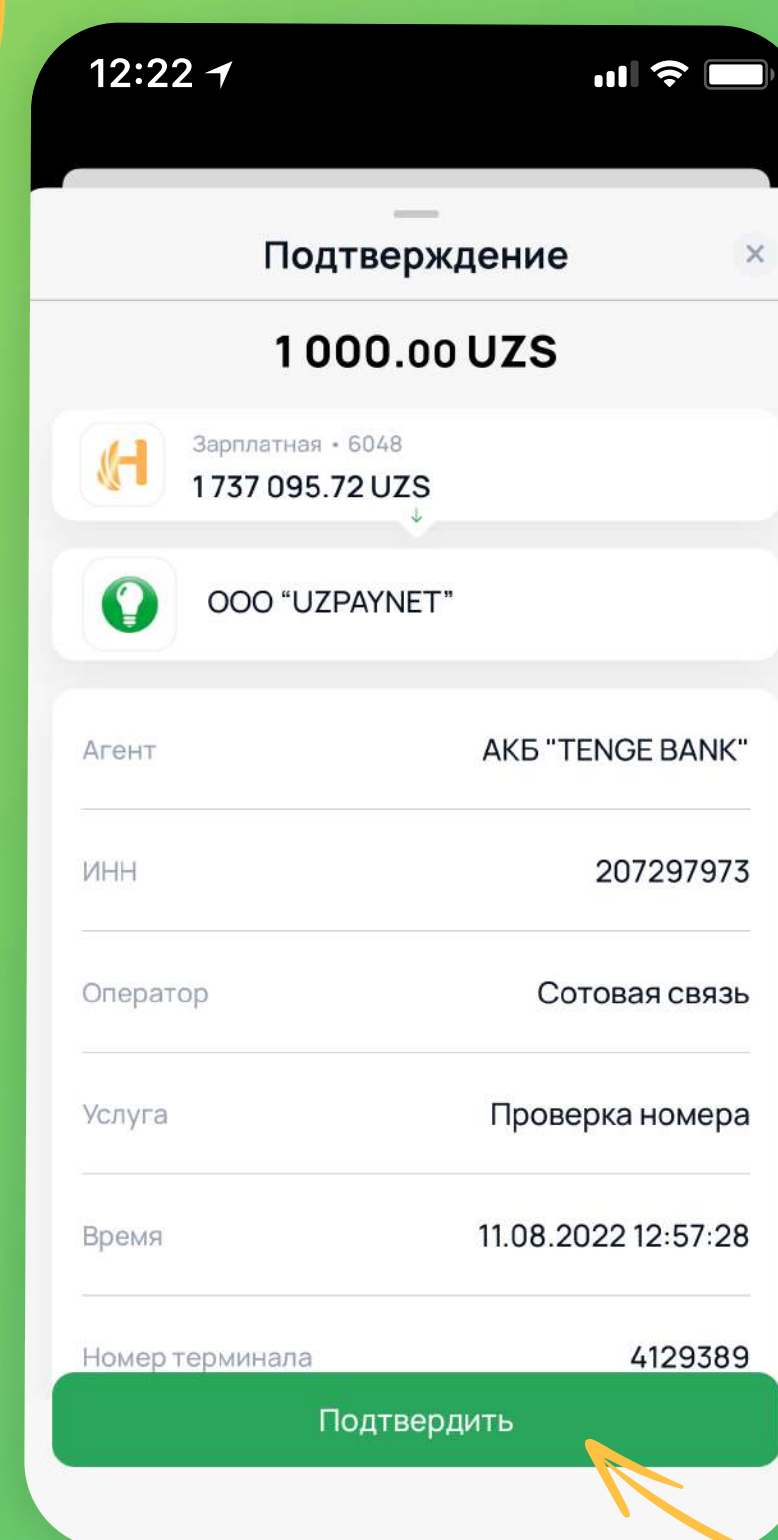 12:22
Подтверждение
1 000.00 UZS
Зарплатная • 6048
1 737 095.72 UZS
ООО “UZPAYNET”
Агент АКБ "TENGE BANK"
ИНН 207297973
Оператор Сотовая связь
Услуга Проверка номера
Время 11.08.2022 12:57:28
Номер терминала 4129389
Подтвердить